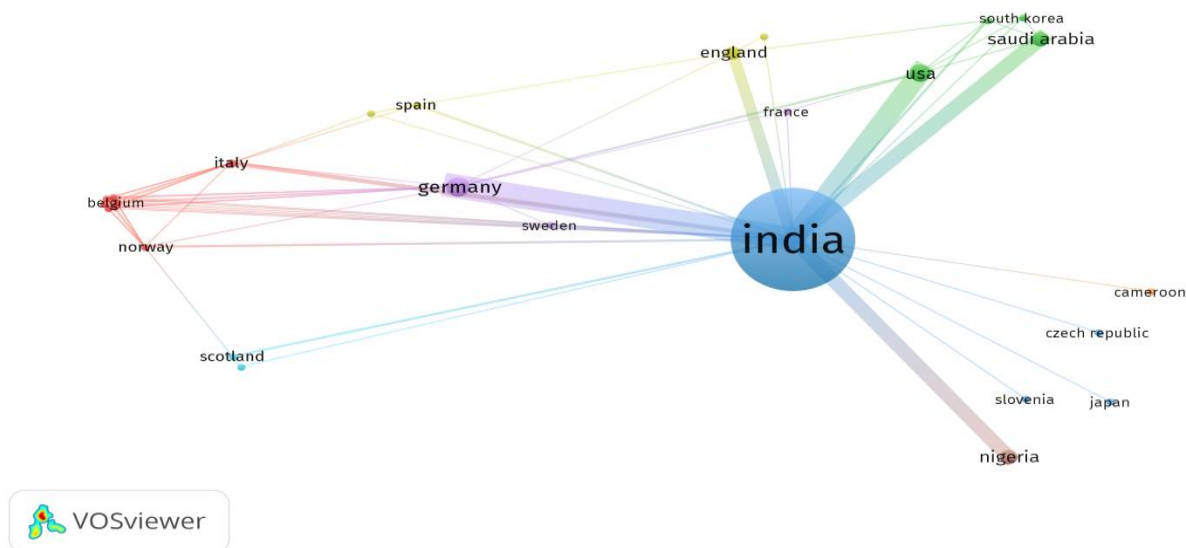 south korea
saudi arabia
england
usa
spain
france
italy
germany
belgium
sweden
norway
india
cameroon
czech republic
scotland
slovenia
japan
nigeria
VOSviewer